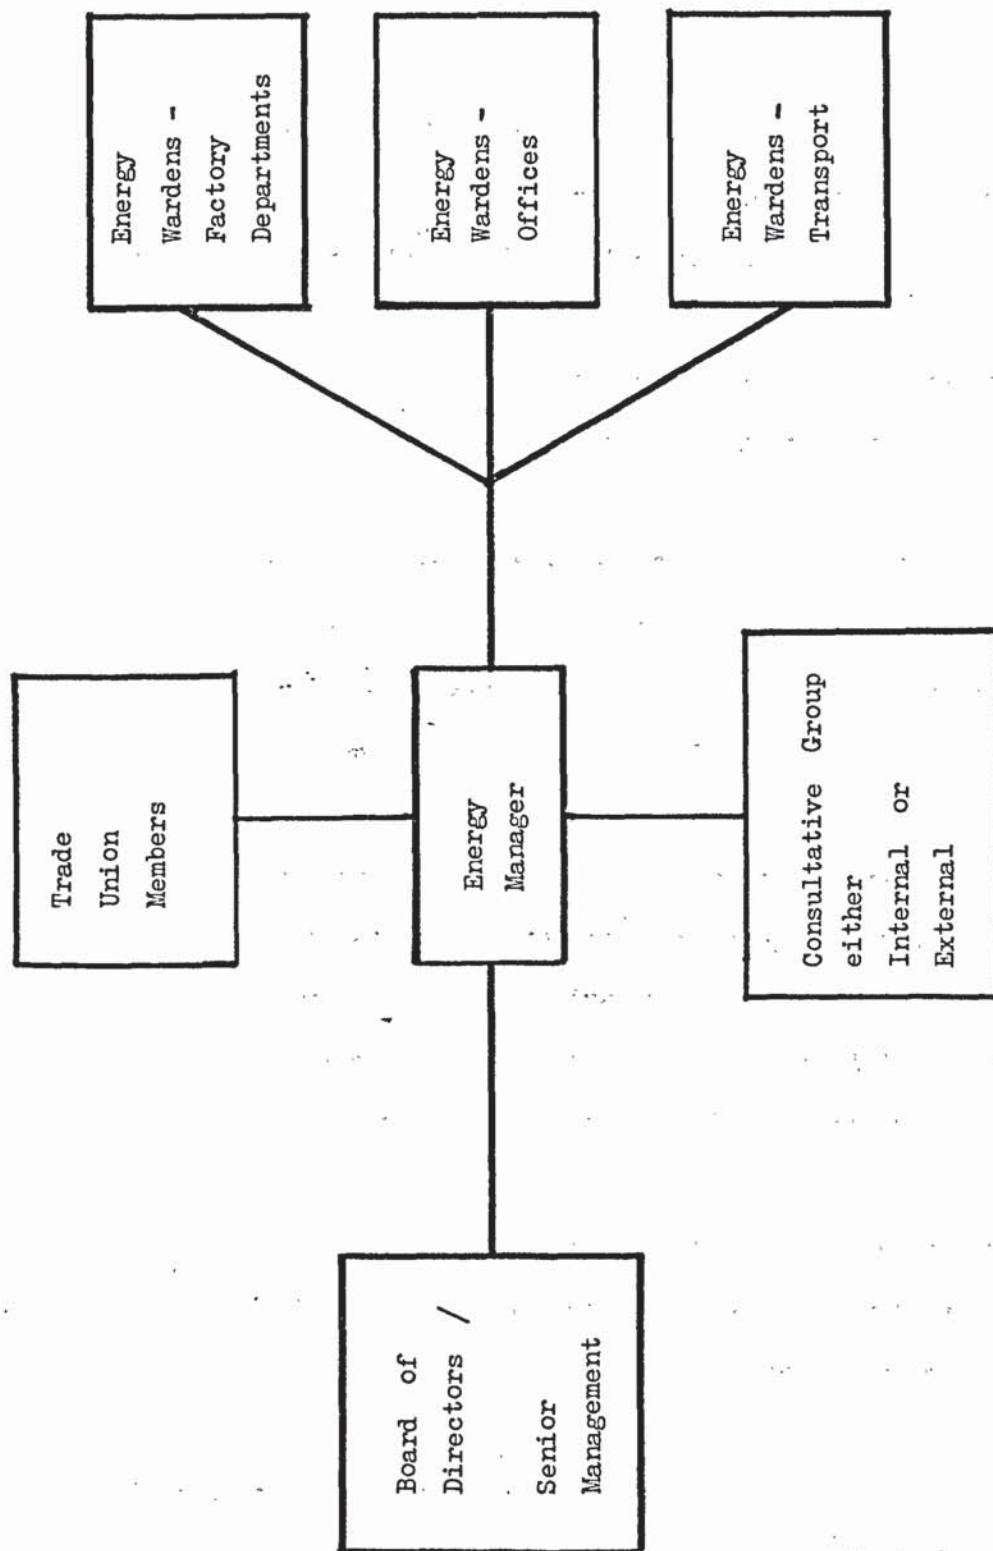 Board of
Directors /
Senior
Management
Trade
Union
Members
Energy
Manager
Consultative Group
either
Internal or
External
Energy
Wardens -
Factory
Departments
Energy
Wardens -
Offices
Energy
Wardens -
Transport